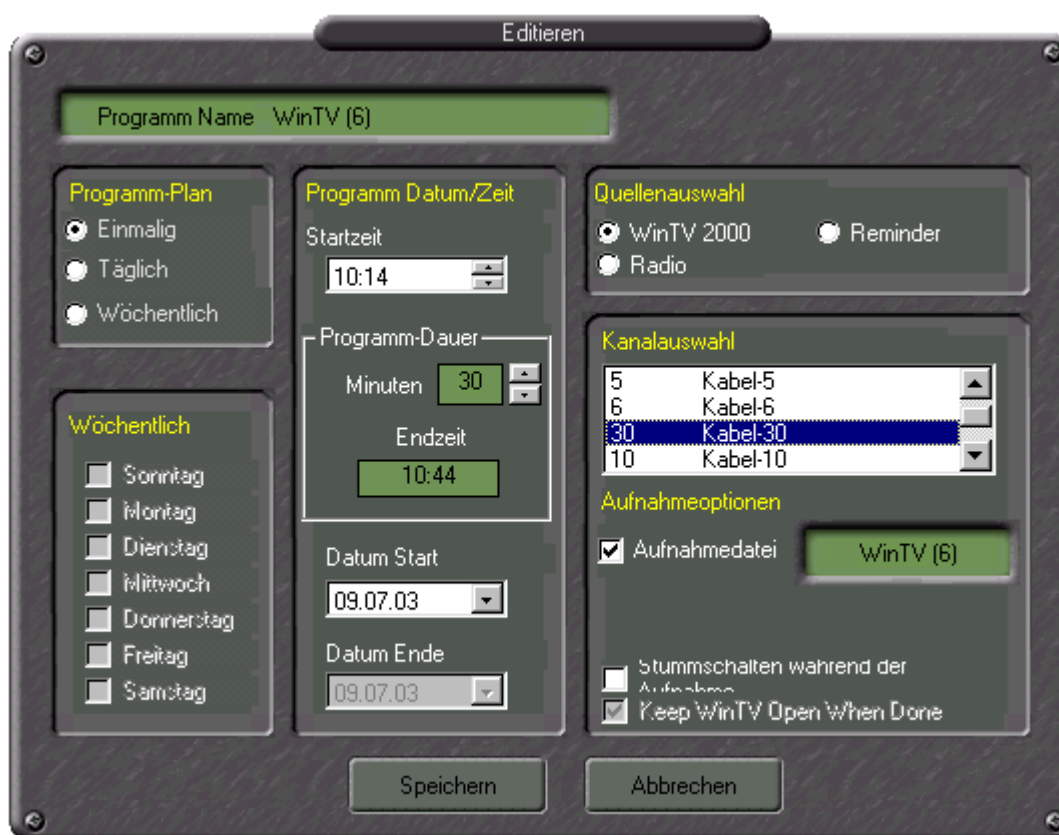 Editieren
Programm Name WinTV (6)
Programm-Plan
Einmalig
Täglich
Wöchentlich
Wöchentlich
Sonntag
Montag
Dienstag
Mittwoch
Donnerstag
Freitag
Samstag
Programm Datum/Zeit
Startzeit
10:14
Programm-Dauer
Minuten 30
Endzeit
10:44
Datum Start
09.07.03
Datum Ende
09.07.03
Quellenauswahl
WinTV 2000
Reminder
Radio
Kanalauswahl
5 Kabel-5
6 Kabel-6
30 Kabel-30
10 Kabel-10
Aufnahmeoptionen
Aufnahmedatei WinTV (6)
Stummschalten während der
Aufnahme
Keep WinTV Open When Done
Speichern
Abbrechen